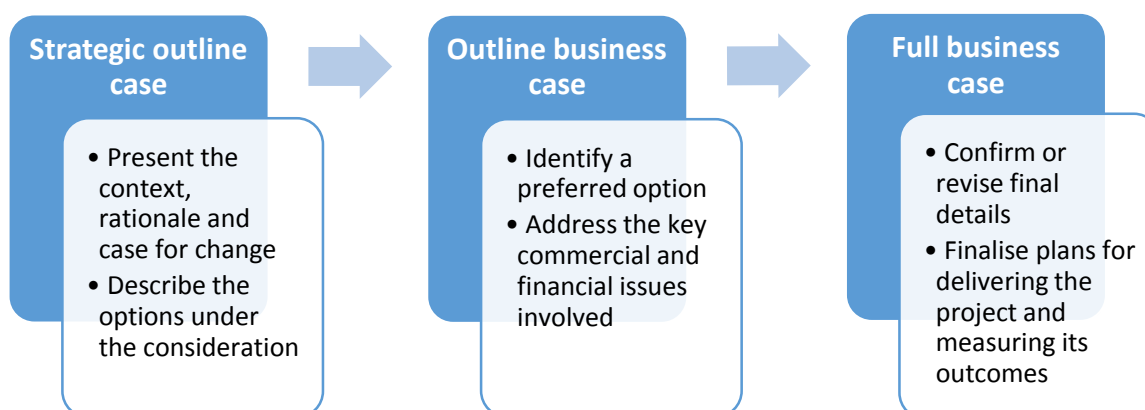 Strategic outline
case
• Present the
context,
rationale and
case for change
• Describe the
options under
the consideration
Outline business
case
• Identify a
preferred option
• Address the key
commercial and
financial issues
involved
Full business
case
• Confirm or
revise final
details
• Finalise plans for
delivering the
project and
measuring its
outcomes